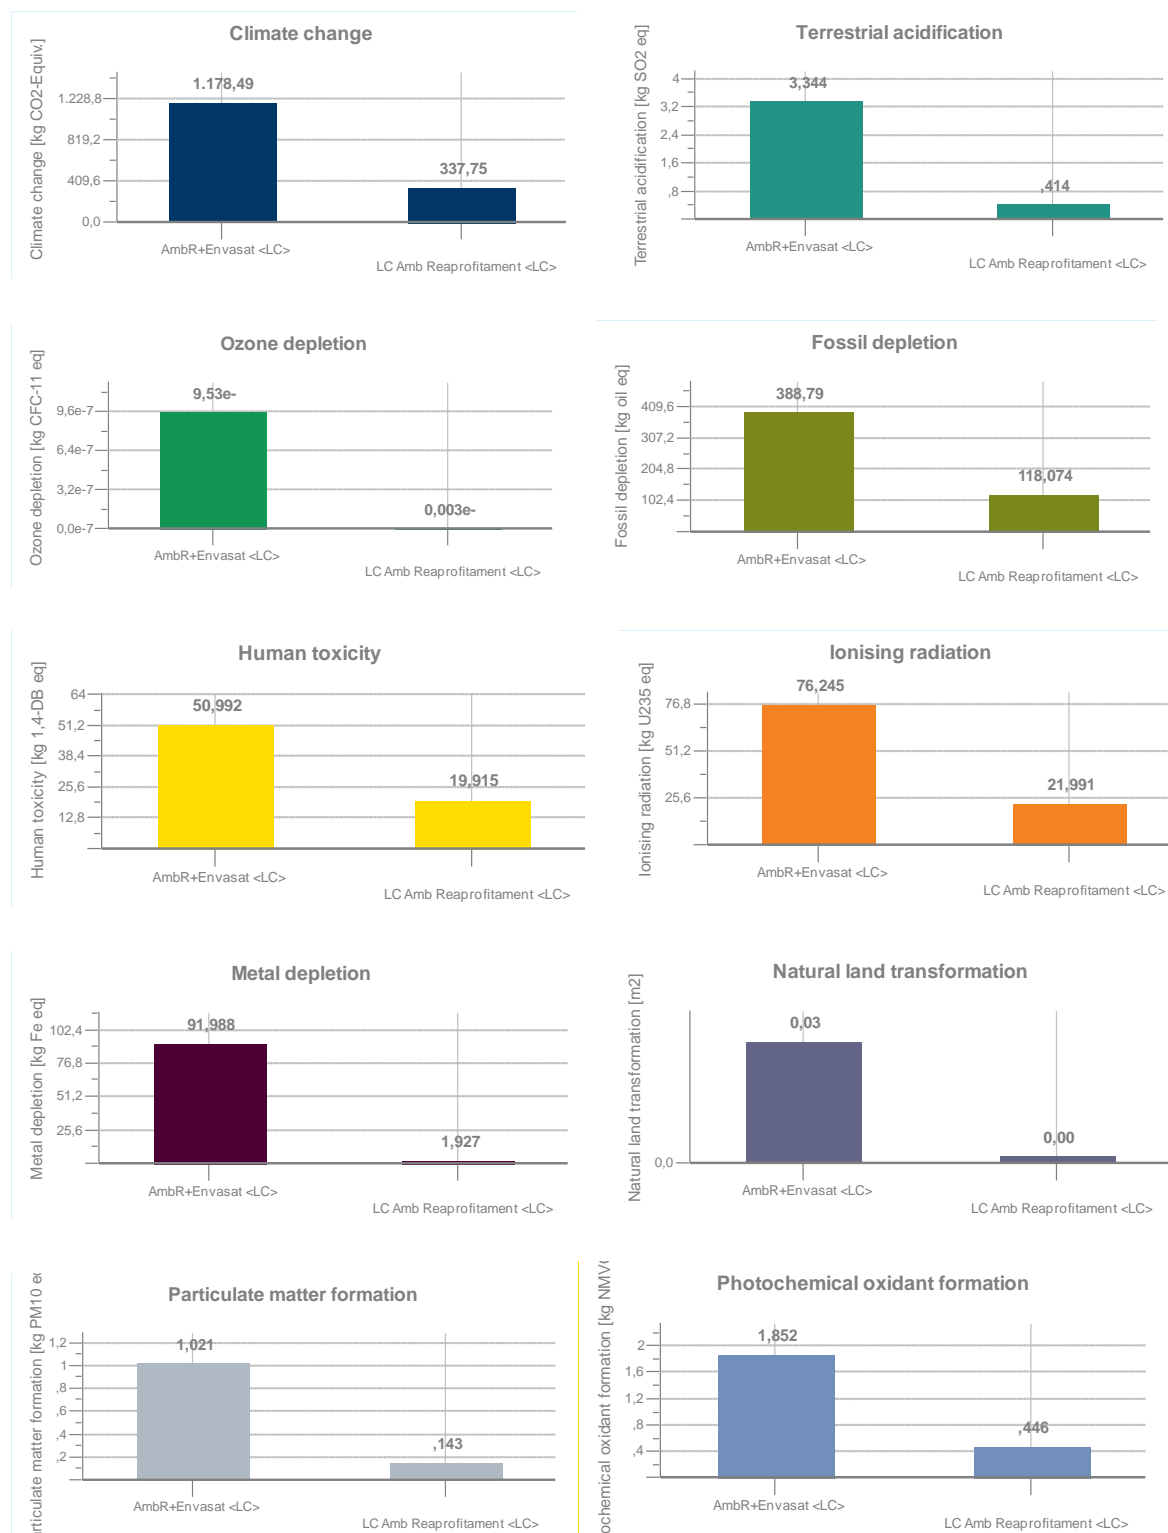 Climate change
Climate change [kg CO2-Equiv.]
1.178,49
1.228,8
819,2
337,75
409,6
0,0
AmbR+Envasat <LC>
LC Amb Reaprofitament <LC>
Terrestrial acidification
Terrestrial acidification [kg SO2 eq]
4
3,344
3,2
2,4
1,6
,414
,8
AmbR+Envasat <LC>
LC Amb Reaprofitament <LC>
Ozone depletion
Ozone depletion [kg CFC-11 eq]
9,53e-
9,6e-7
6,4e-7
3,2e-7
0,003e-
0,0e-7
AmbR+Envasat <LC>
LC Amb Reaprofitament <LC>
Fossil depletion
Fossil depletion [kg oil eq]
388,79
409,6
307,2
204,8
118,074
102,4
AmbR+Envasat <LC>
LC Amb Reaprofitament <LC>
Human toxicity
Human toxicity [kg 1,4-DB eq]
64
50,992
51,2
38,4
25,6
19,915
12,8
AmbR+Envasat <LC>
LC Amb Reaprofitament <LC>
Ionising radiation
Ionising radiation [kg U235 eq]
76,245
76,8
51,2
25,6
21,991
AmbR+Envasat <LC>
LC Amb Reaprofitament <LC>
Metal depletion
Metal depletion [kg Fe eq]
91,988
102,4
76,8
51,2
25,6
1,927
AmbR+Envasat <LC>
LC Amb Reaprofitament <LC>
Natural land transformation
Natural land transformation [m2]
0,03
0,00
0,0
AmbR+Envasat <LC>
LC Amb Reaprofitament <LC>
Particulate matter formation
articulate matter formation [kg PM10 e
1,2
1,021
1
,8
,6
,4
,143
,2
AmbR+Envasat <LC>
LC Amb Reaprofitament <LC>
Photochemical oxidant formation
ochemical oxidant formation [kg NMV
1,852
2
1,6
1,2
,8
,446
,4
AmbR+Envasat <LC>
LC Amb Reaprofitament <LC>